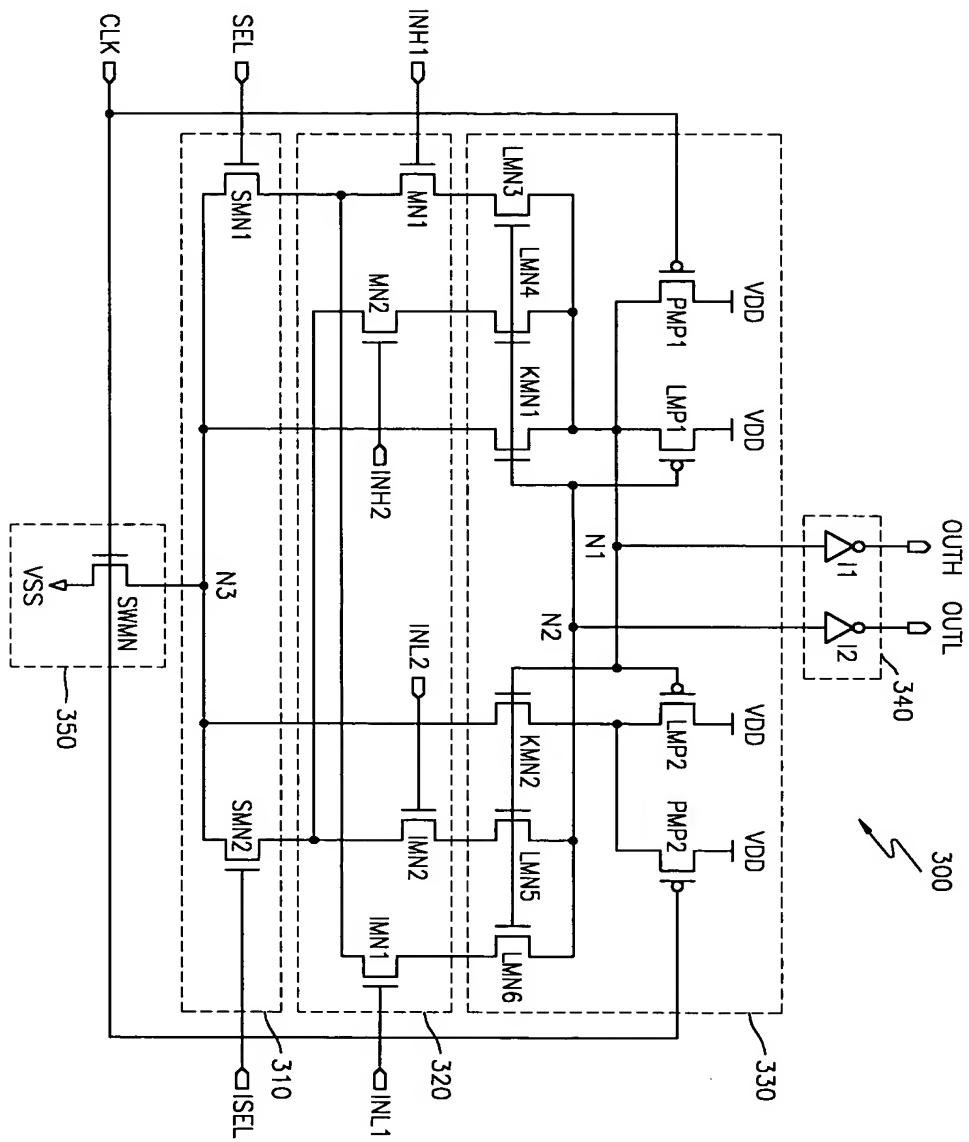 300
OUTH OUTL
I1 I2
340
VDD VDD VDD VDD
PMP1 LMP1 LMP2 PMP2
330
N1
N2
LMN3 LMN4 KMN1 KMN2 LMN5 LMN6
INH1 MN1 MN2 INH2 INL2 IMN2 IMN1 INL1
320
SEL SMN1 SMN2 ISEL
310
N3
CLK
SWMN
VSS
350